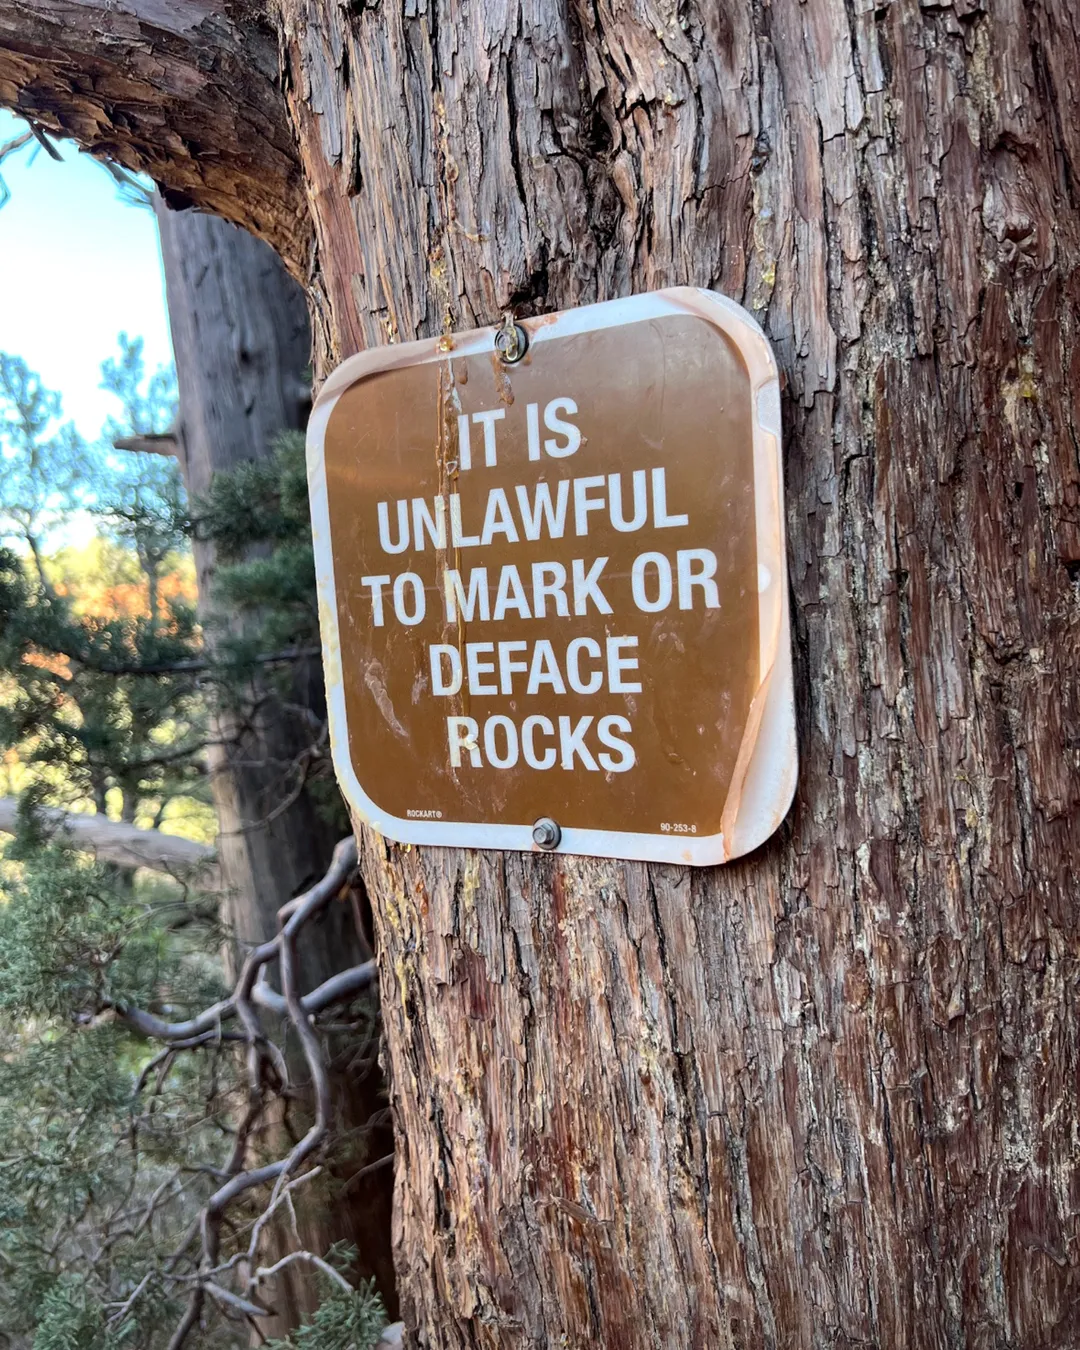 IT IS
UNLAWFUL
TO MARK OR
DEFACE
ROCKS
ROCKART®
90-253-8